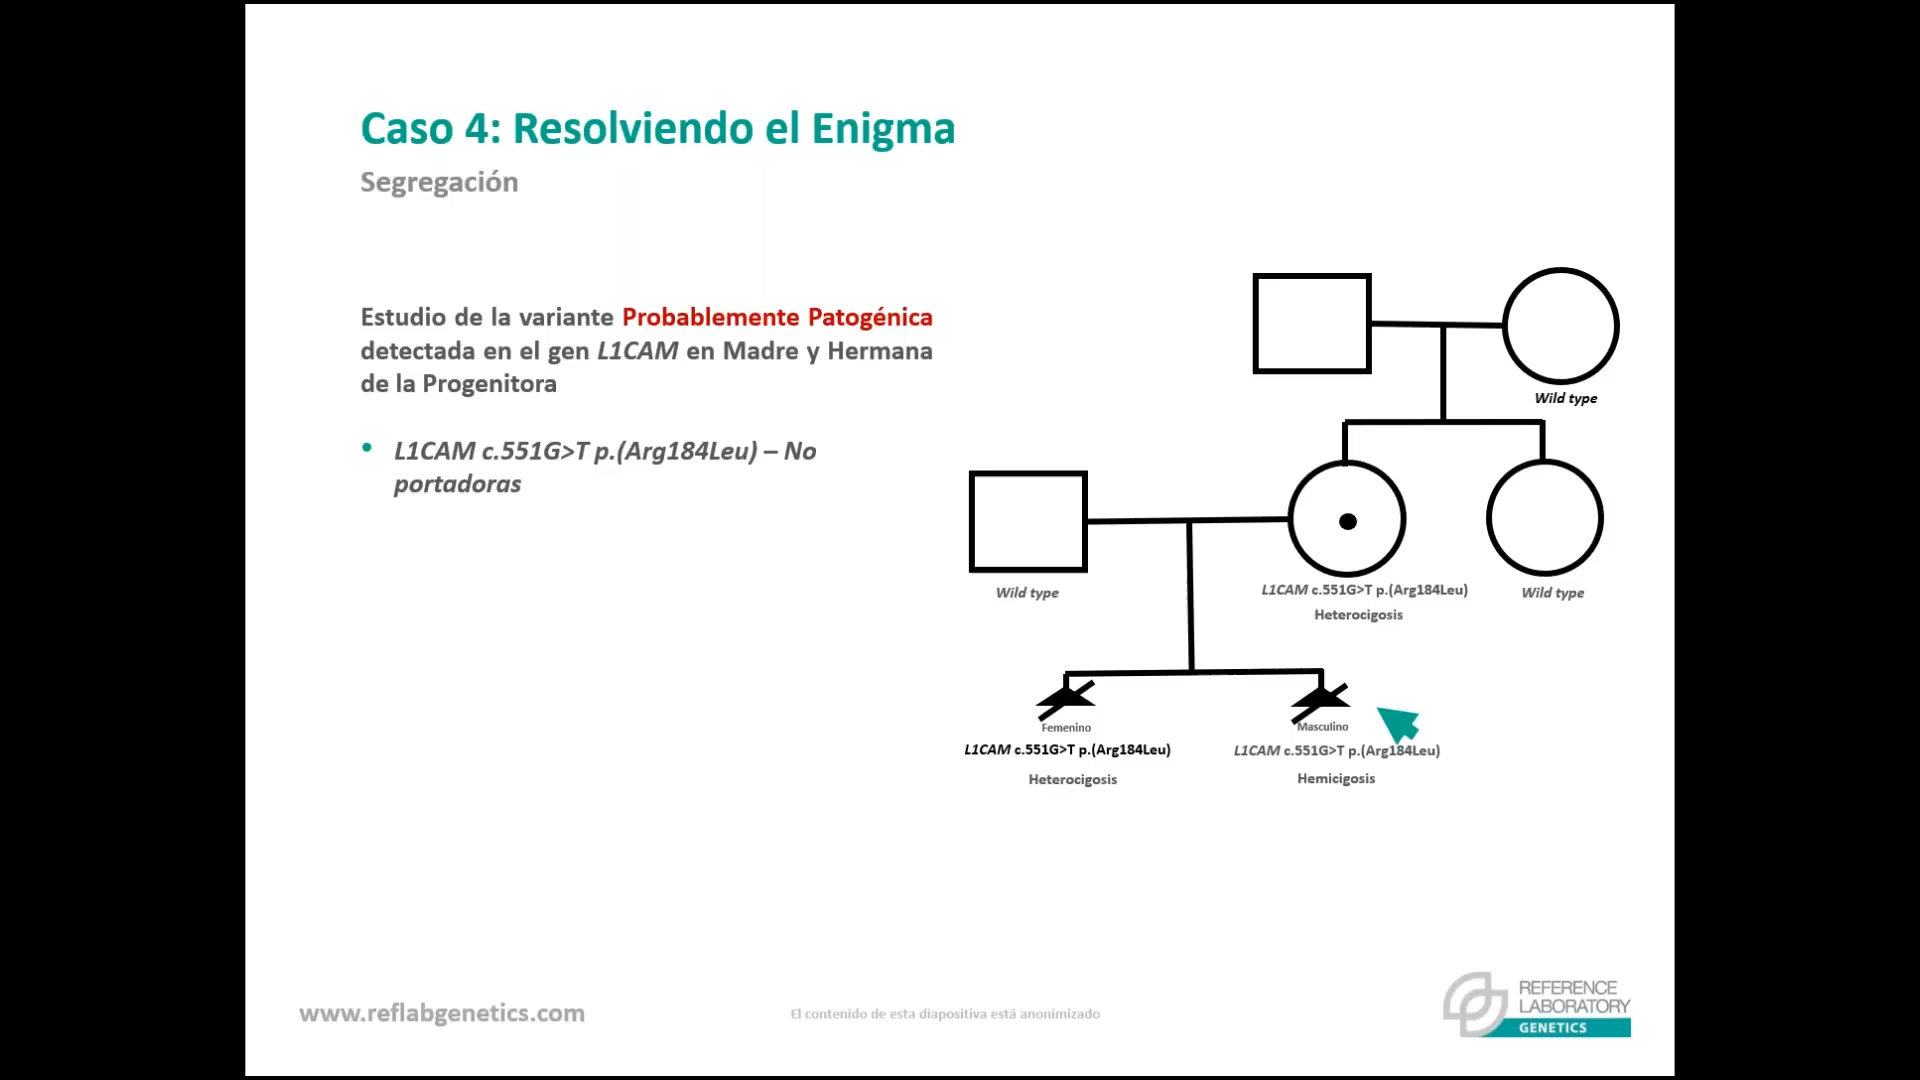 Caso 4: Resolviendo el Enigma
Segregación
Estudio de la variante Probablemente Patogénica
detectada en el gen L1CAM en Madre y Hermana
de la Progenitora
• L1CAM c.551G>T p.(Arg184Leu) – No
portadoras
Wild type
Wild type
L1CAM c.551G>T p.(Arg184Leu)
Heterocigosis
Wild type
Femenino
L1CAM c.551G>T p.(Arg184Leu)
Heterocigosis
Masculino
L1CAM c.551G>T p.(Arg184Leu)
Hemicigosis
www.reflabgenetics.com
El contenido de esta diapositiva está anonimizado
REFERENCE
LABORATORY
GENETICS